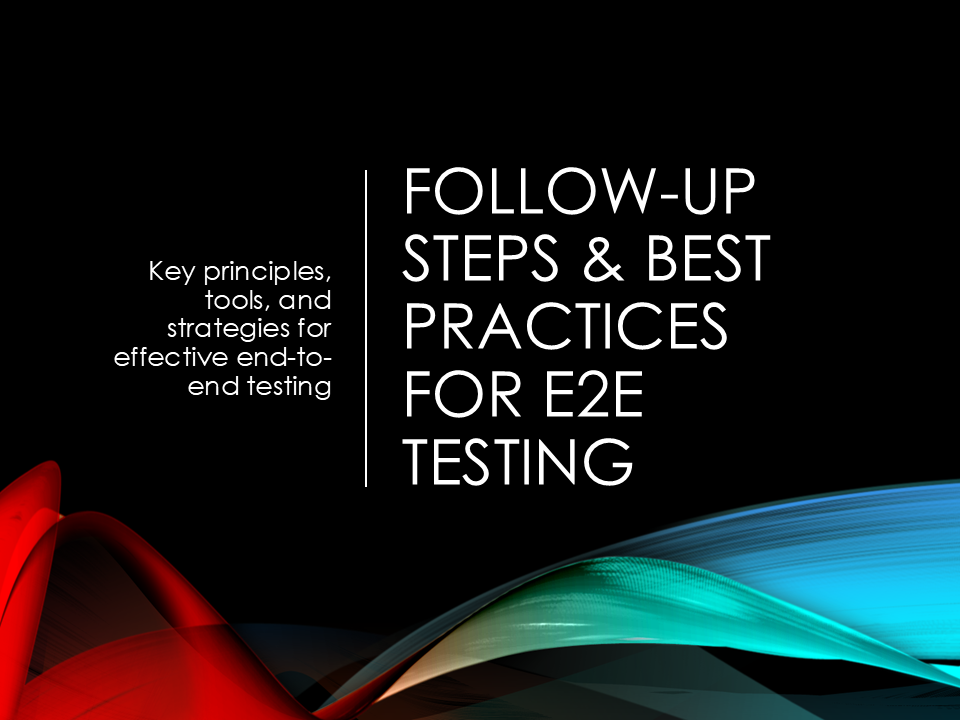 Key principles,
tools, and
strategies for
effective end-to-
end testing
FOLLOW-UP
STEPS & BEST
PRACTICES
FOR E2E
TESTING